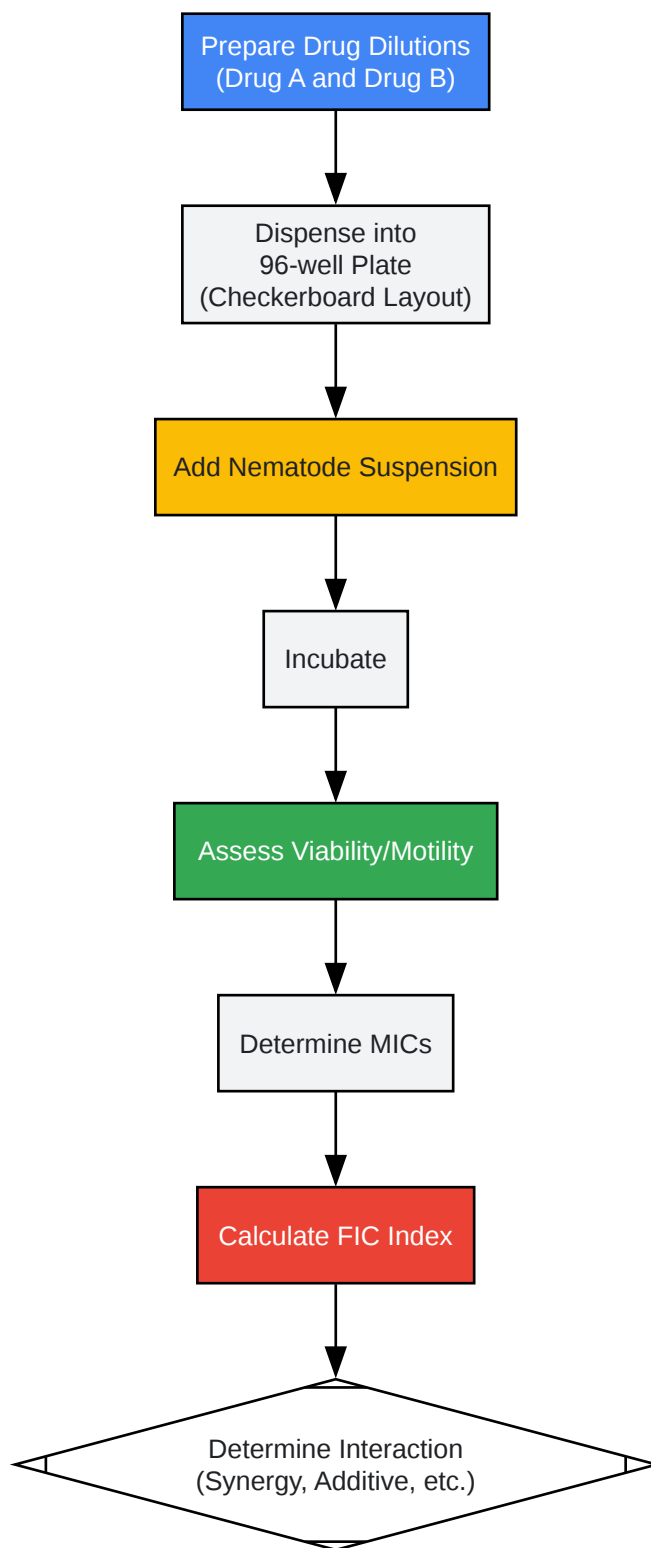 Prepare Drug Dilutions
(Drug A and Drug B)
Dispense into
96-well Plate
(Checkerboard Layout)
Add Nematode Suspension
Incubate
Assess Viability/Motility
Determine MICs
Calculate FIC Index
Determine Interaction
(Synergy, Additive, etc.)